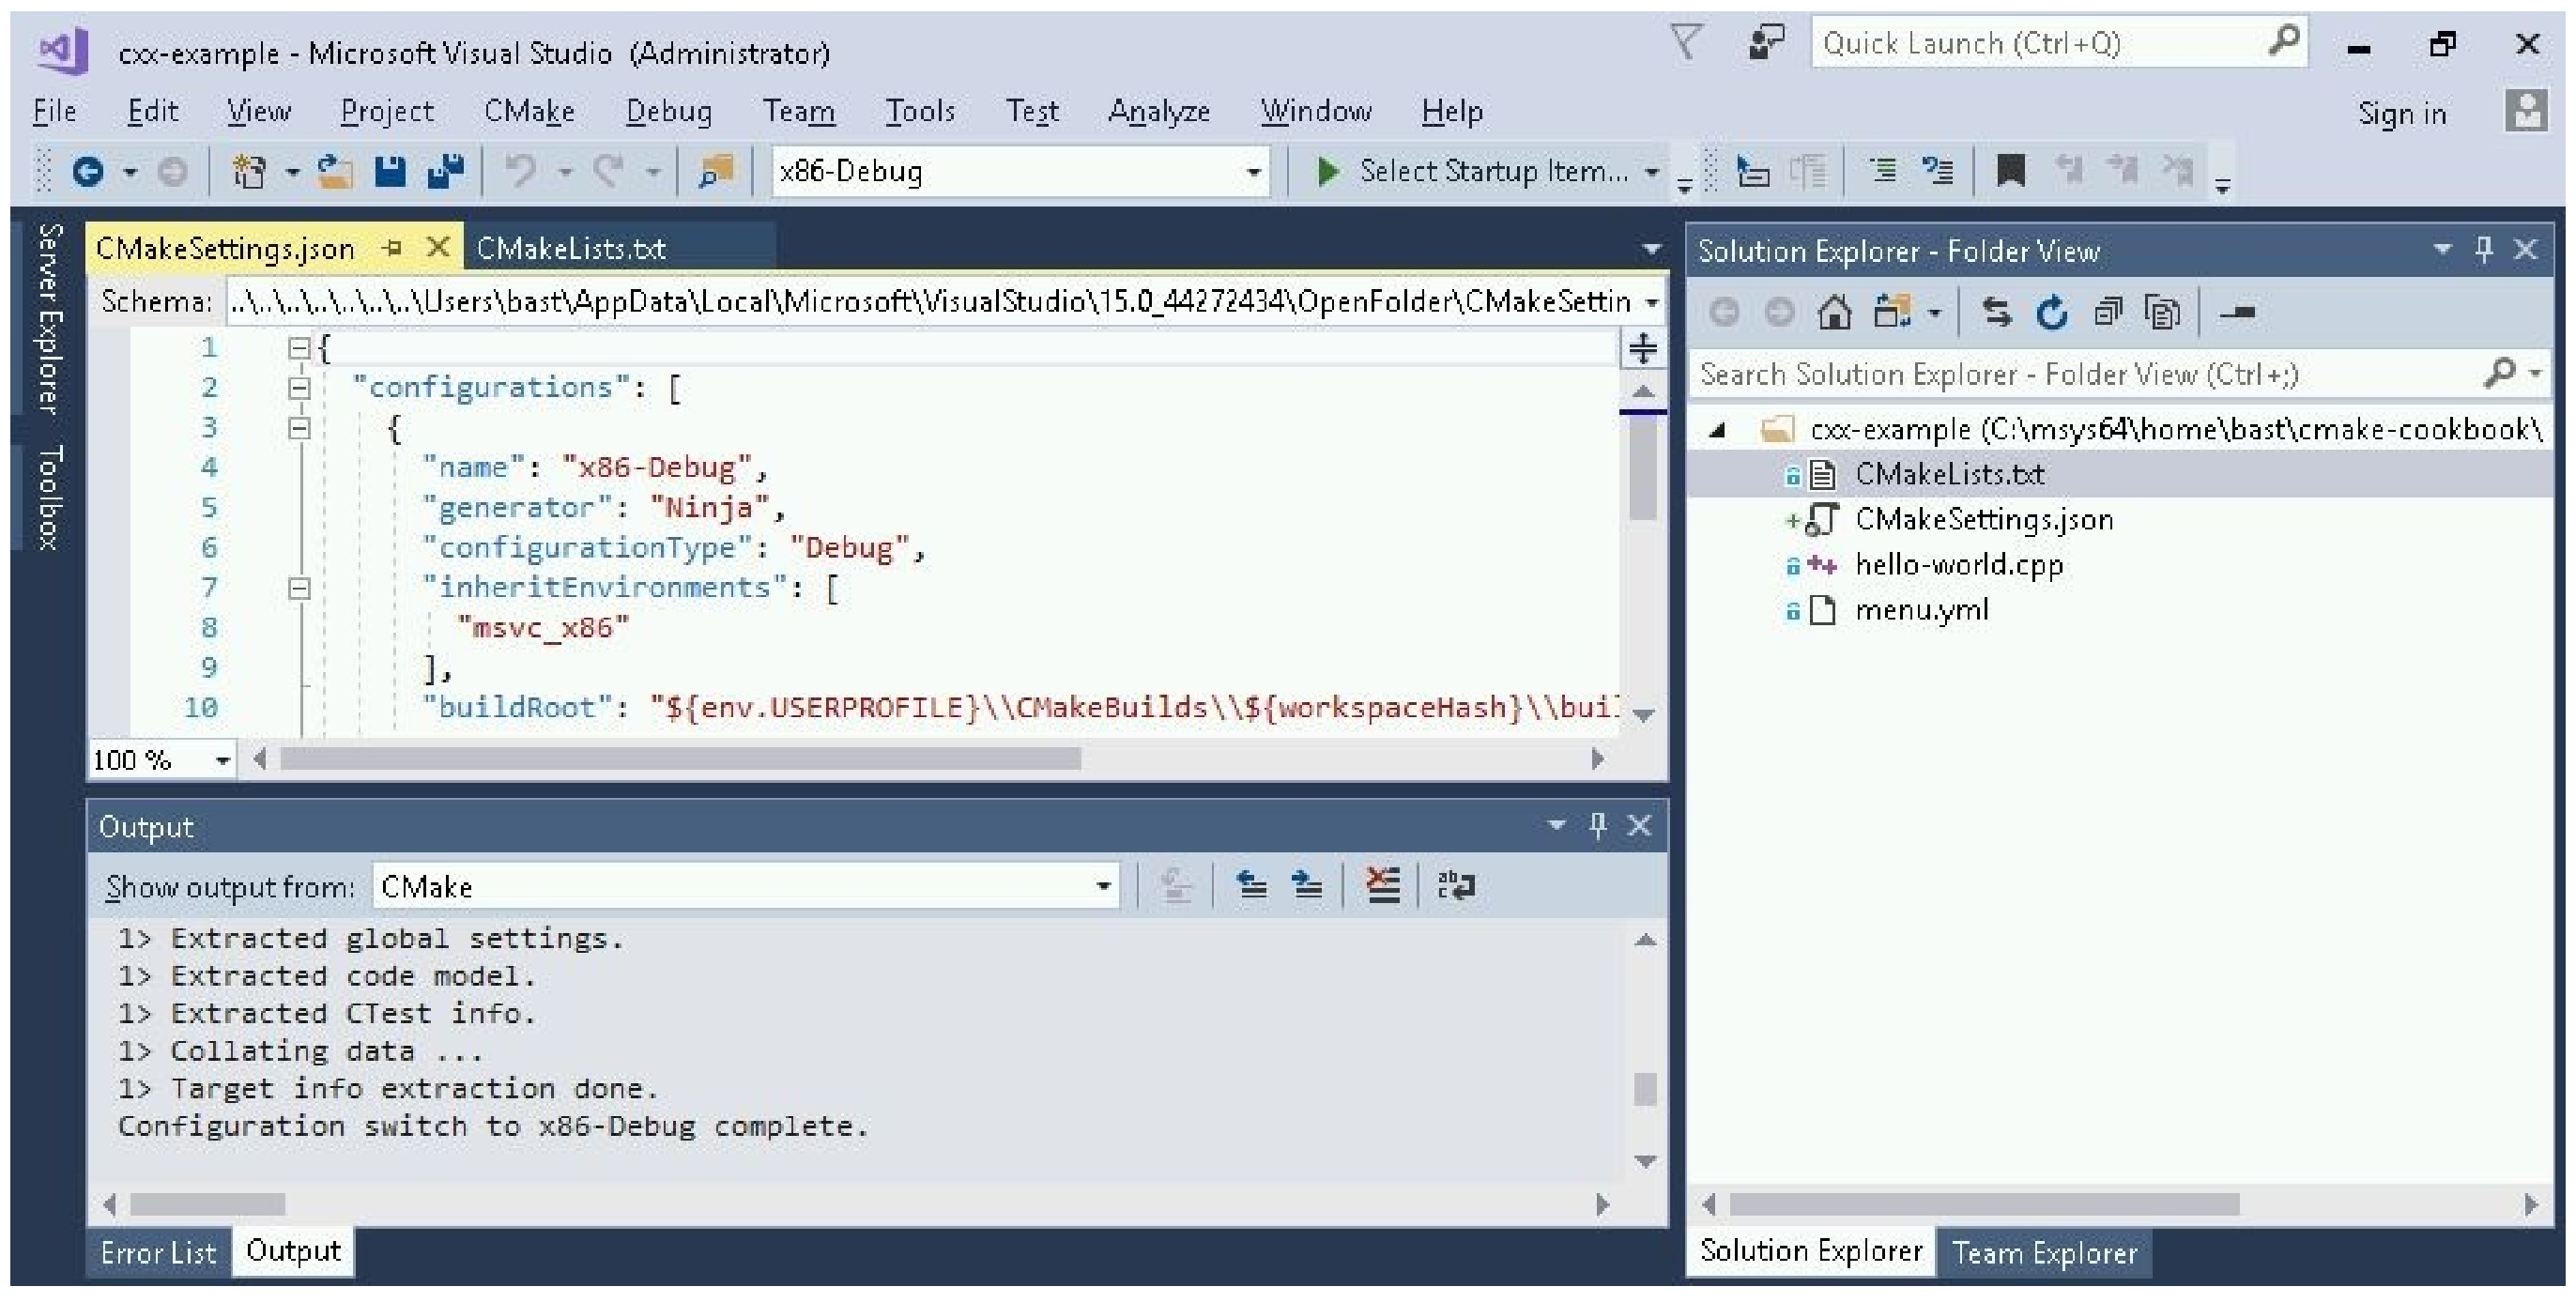 cxx-example - Microsoft Visual Studio (Administrator)
Quick Launch (Ctrl+Q)
File Edit View Project CMake Debug Team Tools Test Analyze Window Help
Sign in
x86-Debug
Select Startup Item...
Server Explorer
Toolbox
CMakeSettings.json
CMakeLists.txt
Schema: ..\..\..\..\..\..\..\Users\bast\AppData\Local\Microsoft\VisualStudio\15.0_44272434\OpenFolder\CMakeSettin
1 {
2 "configurations": [
3 {
4 "name": "x86-Debug",
5 "generator": "Ninja",
6 "configurationType": "Debug",
7 "inheritEnvironments": [
8 "msvc_x86"
9 ],
10 "buildRoot": "${env.USERPROFILE}\\CMakeBuilds\\${workspaceHash}\\buil
100 %
Output
Show output from: CMake
1> Extracted global settings.
1> Extracted code model.
1> Extracted CTest info.
1> Collating data ...
1> Target info extraction done.
Configuration switch to x86-Debug complete.
Error List
Output
Solution Explorer - Folder View
Search Solution Explorer - Folder View (Ctrl+;)
cxx-example (C:\msys64\home\bast\cmake-cookbook\
CMakeLists.txt
CMakeSettings.json
hello-world.cpp
menu.yml
Solution Explorer
Team Explorer